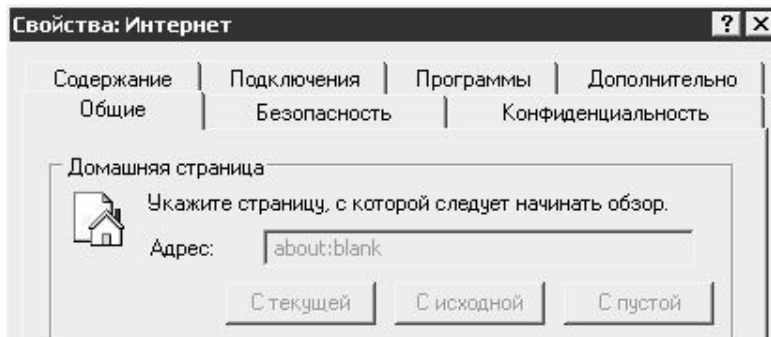 Свойства: Интернет
Содержание Подключения Программы Дополнительно
Общие Безопасность Конфиденциальность
Домашняя страница
Укажите страницу, с которой следует начинать обзор.
Адрес: about:blank
С текущей С исходной С пустой